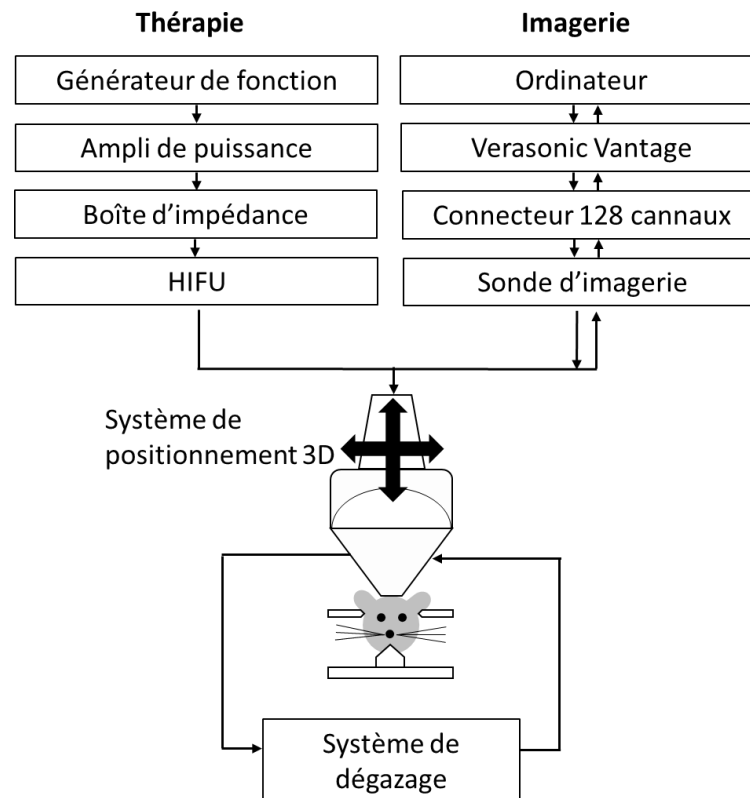 Thérapie
Générateur de fonction
Ampli de puissance
Boîte d'impédance
HIFU
Imagerie
Ordinateur
Verasonic Vantage
Connecteur 128 cannaux
Sonde d'imagerie
Système de
positionnement 3D
Système de
dégazage